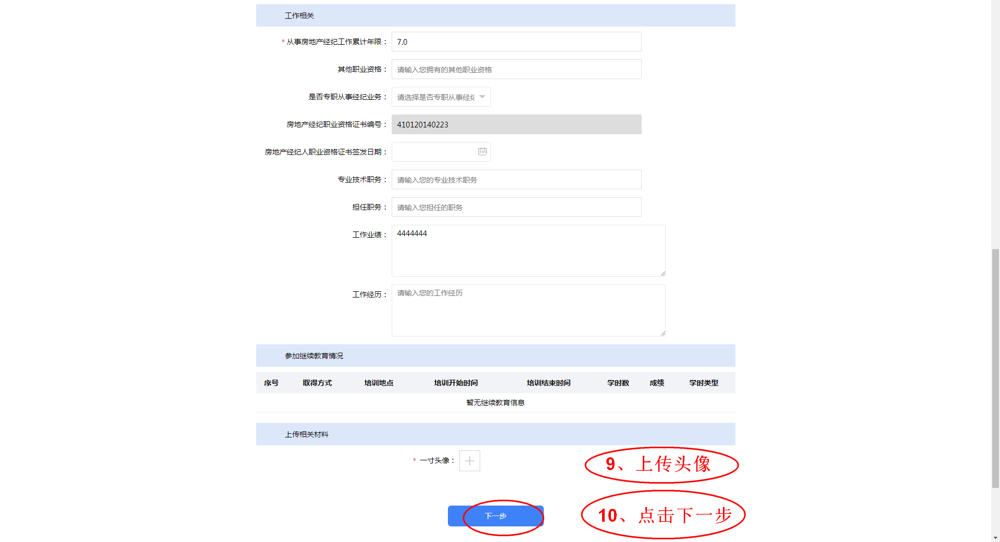 工作相关
* 从事房地产经纪工作累计年限： 7.0
其他职业资格： 请输入您拥有的其他职业资格
是否专职从事经纪业务： 请选择是否专职从事经纪
房地产经纪职业资格证书编号： 410120140223
房地产经纪人职业资格证书签发日期：
专业技术职务： 请输入您的专业技术职务
担任职务： 请输入您担任的职务
工作业绩： 4444444
工作经历： 请输入您的工作经历
参加继续教育情况
序号 取得方式 培训地点 培训开始时间 培训结束时间 学时数 成绩 学时类型
暂无继续教育信息
上传相关材料
* 一寸头像：
9、上传头像
下一步
10、点击下一步